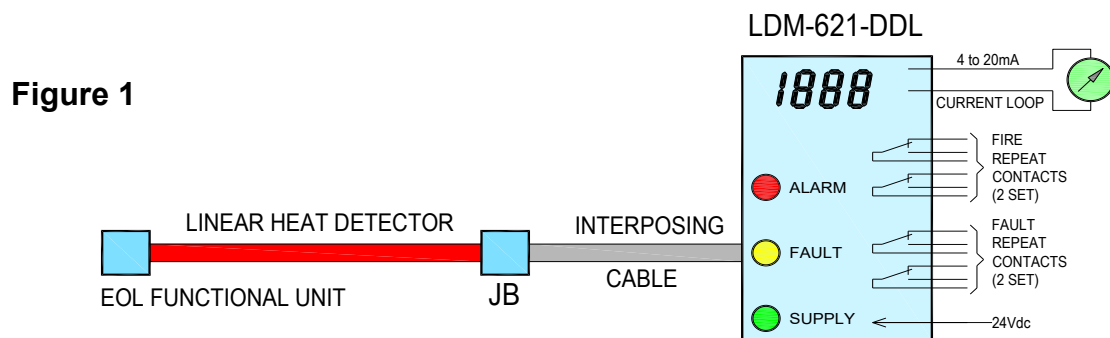 LDM-621-DDL
Figure 1
1888
4 to 20mA
CURRENT LOOP
FIRE
REPEAT
CONTACTS
(2 SET)
ALARM
LINEAR HEAT DETECTOR
INTERPOSING
CABLE
FAULT
FAULT
REPEAT
CONTACTS
(2 SET)
EOL FUNCTIONAL UNIT
JB
SUPPLY
24Vdc